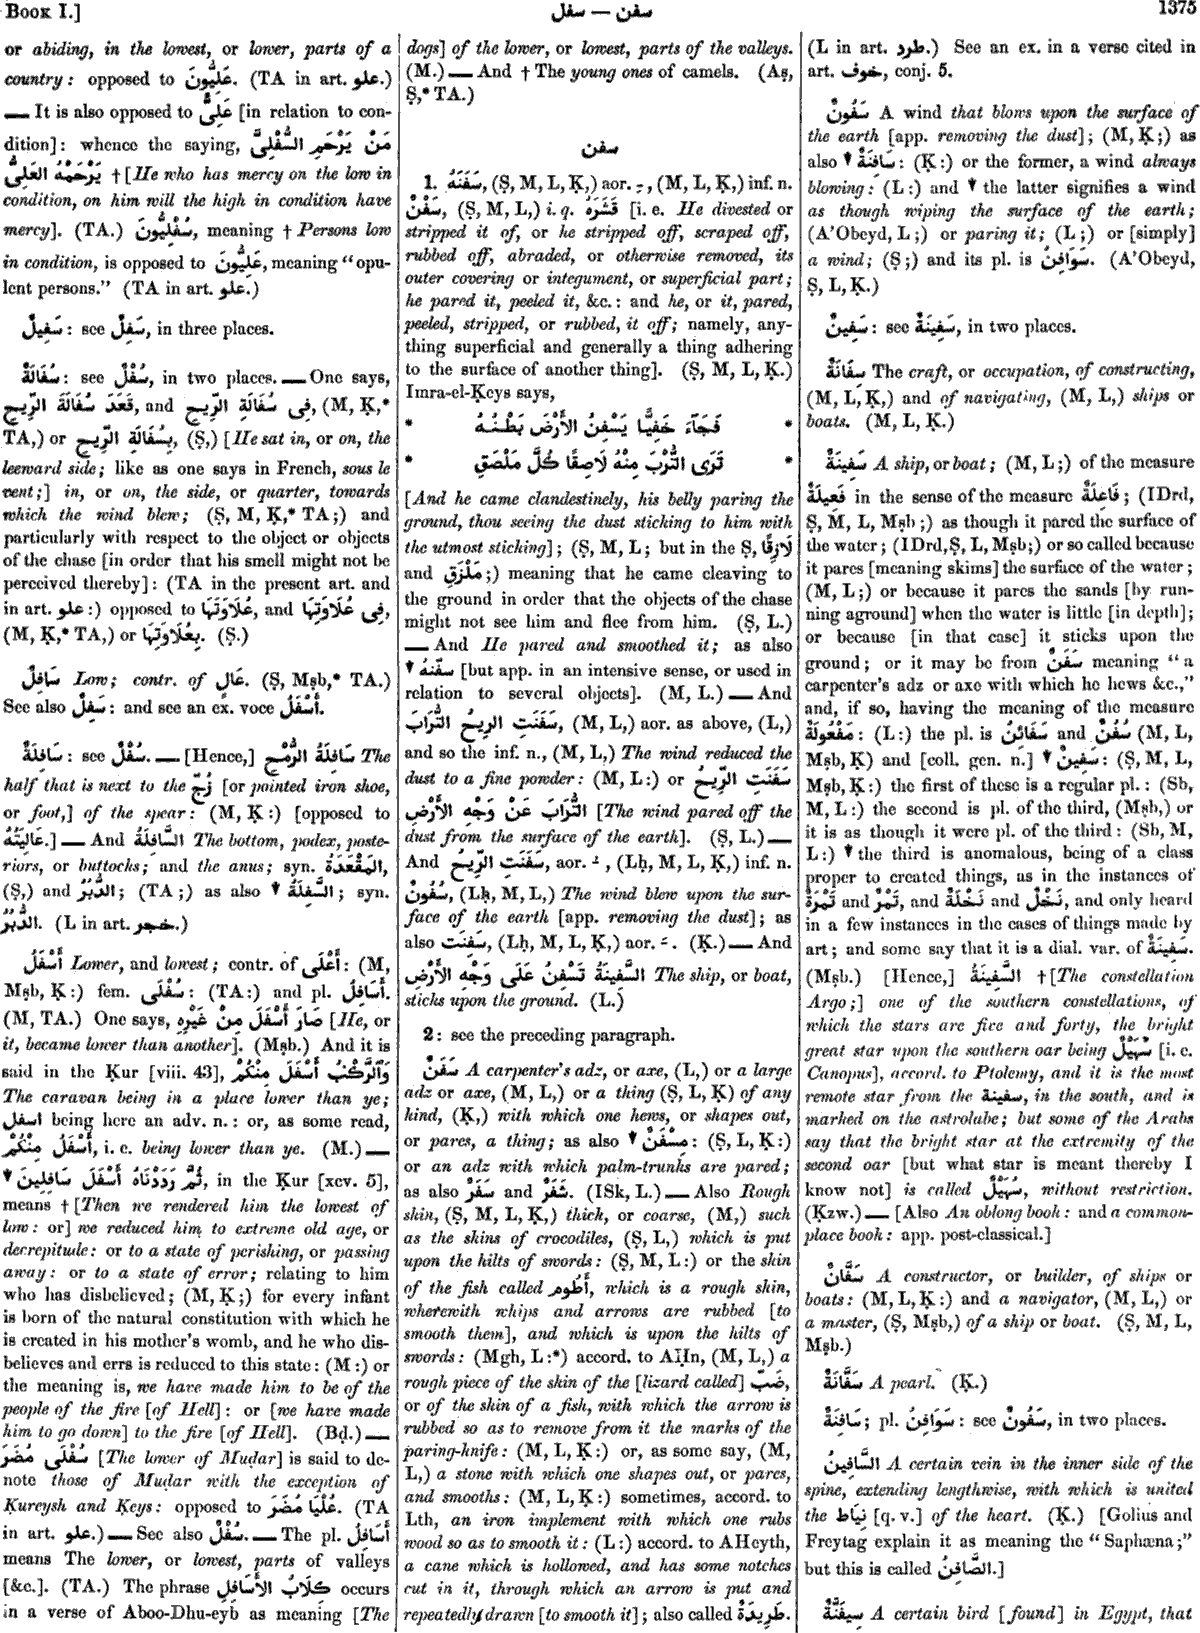 Book I.]
سفن — سفل
1375
or abiding, in the lowest, or lower, parts of a
country: opposed to عَلِيُّونَ. (TA in art. علو.)
— It is also opposed to عَلِىٌّ [in relation to con-
dition]: whence the saying, مَنْ يَرْحَمِ السُّفْلِىَّ
يَرْحَمْهُ العَلِىُّ † [He who has mercy on the low in
condition, on him will the high in condition have
mercy]. (TA.) سُفْلِيُّونَ, meaning † Persons low
in condition, is opposed to عَلِيُّونَ, meaning “opu-
lent persons.” (TA in art. علو.)
سَفِيلٌ: see سَفِلٌ, in three places.
سُفَالَةٌ: see سُفْلٌ, in two places. — One says,
قَعَدَ سُفَالَةَ الرِّيحِ, and فِى سُفَالَةِ الرِّيحِ, (M, Ḳ,*
TA,) or بِسُفَالَةِ الرِّيحِ, (Ṣ,) [He sat in, or on, the
leeward side; like as one says in French, sous le
vent;] in, or on, the side, or quarter, towards
which the wind blew; (Ṣ, M, Ḳ,* TA;) and
particularly with respect to the object or objects
of the chase [in order that his smell might not be
perceived thereby]: (TA in the present art. and
in art. علو:) opposed to عُلَاوَتَهَا, and فِى عُلَاوَتِهَا,
(M, Ḳ,* TA,) or بِعُلَاوَتِهَا. (Ṣ.)
سَافِلٌ Low; contr. of عَالٍ. (Ṣ, Mṣb,* TA.)
See also سَفِلٌ: and see an ex. voce أَسْفَلُ.
سَافِلَةٌ: see سُفْلٌ. — [Hence,] سَافِلَةُ الرُّمْحِ The
half that is next to the زُجّ [or pointed iron shoe,
or foot,] of the spear: (M, Ḳ:) [opposed to
عَالِيَتُهُ.] — And السَّافِلَةُ The bottom, podex, poste-
riors, or buttocks; and the anus; syn. المَقْعَدَةُ,
(Ṣ,) and الدُّبُرُ; (TA;) as also ▼ السَّفِلَةُ; syn.
الدُّبُرُ. (L in art. خجر.)
أَسْفَلُ Lower, and lowest; contr. of أَعْلَى: (M,
Mṣb, Ḳ:) fem. سُفْلَى: (TA:) and pl. أَسَافِلُ.
(M, TA.) One says, صَارَ أَسْفَلَ مِنْ غَيْرِهِ [He, or
it, became lower than another]. (Mṣb.) And it is
said in the Ḳur [viii. 43], وَٱلرَّكْبُ أَسْفَلَ مِنْكُمْ
The caravan being in a place lower than ye;
اسفل being here an adv. n.: or, as some read,
أَسْفَلُ مِنْكُمْ, i. e. being lower than ye. (M.) —
▼ ثُمَّ رَدَدْنَاهُ أَسْفَلَ سَافِلِينَ, in the Ḳur [xcv. 5],
means † [Then we rendered him the lowest of
low: or] we reduced him to extreme old age, or
decrepitude: or to a state of perishing, or passing
away: or to a state of error; relating to him
who has disbelieved; (M, Ḳ;) for every infant
is born of the natural constitution with which he
is created in his mother's womb, and he who dis-
believes and errs is reduced to this state: (M:) or
the meaning is, we have made him to be of the
people of the fire [of Hell]: or [we have made
him to go down] to the fire [of Hell]. (Bḍ.) —
سُفْلَى مُضَرَ [The lower of Muḍar] is said to de-
note those of Muḍar with the exception of
Ḳureysh and Ḳeys: opposed to عُلْيَا مُضَرَ. (TA
in art. علو.) — See also سُفْلٌ. — The pl. أَسَافِلُ
means The lower, or lowest, parts of valleys
[&c.]. (TA.) The phrase كِلَابُ الأَسَافِلِ occurs
in a verse of Aboo-Dhu-eyb as meaning [The
dogs] of the lower, or lowest, parts of the valleys.
(M.) — And † The young ones of camels. (Aṣ,
Ṣ,* TA.)
سفن
1. سَفَنَهُ, (Ṣ, M, L, Ḳ,) aor. ـِ, (M, L, Ḳ,) inf. n.
سَفْنٌ, (Ṣ, M, L,) i. q. قَشَرَهُ [i. e. He divested or
stripped it of, or he stripped off, scraped off,
rubbed off, abraded, or otherwise removed, its
outer covering or integument, or superficial part;
he pared it, peeled it, &c.: and he, or it, pared,
peeled, stripped, or rubbed, it off; namely, any-
thing superficial and generally a thing adhering
to the surface of another thing]. (Ṣ, M, L, Ḳ.)
Imra-el-Ḳeys says,
* فَجَآءَ خَفِيًّا يَسْفِنُ الأَرْضَ بَطْنُهُ *
* تَرَى التُّرْبَ مِنْهُ لَاصِقًا كُلَّ مَلْصَقِ *
[And he came clandestinely, his belly paring the
ground, thou seeing the dust sticking to him with
the utmost sticking]; (Ṣ, M, L; but in the Ṣ, لَازِقًا
and مَلْزَقِ;) meaning that he came cleaving to
the ground in order that the objects of the chase
might not see him and flee from him. (Ṣ, L.)
— And He pared and smoothed it; as also
▼ سفّنهُ [but app. in an intensive sense, or used in
relation to several objects]. (M, L.) — And
سَفَنَتِ الرِّيحُ التُّرَابَ, (M, L,) aor. as above, (L,)
and so the inf. n., (M, L,) The wind reduced the
dust to a fine powder: (M, L:) or سَفَنَتِ الرِّيحُ
التُّرَابَ عَنْ وَجْهِ الأَرْضِ [The wind pared off the
dust from the surface of the earth]. (Ṣ, L.) —
And سَفَنَتِ الرِّيحُ, aor. ـُ, (Lḥ, M, L, Ḳ,) inf. n.
سُفُونٌ, (Lḥ, M, L,) The wind blew upon the sur-
face of the earth [app. removing the dust]; as
also سَفِنَت, (Lḥ, M, L, Ḳ,) aor. ـَ. (Ḳ.) — And
السَّفِينَةُ تَسْفُنُ عَلَى وَجْهِ الأَرْضِ The ship, or boat,
sticks upon the ground. (L.)
2: see the preceding paragraph.
سَفَنٌ A carpenter's adz, or axe, (L,) or a large
adz or axe, (M, L,) or a thing (Ṣ, L, Ḳ) of any
kind, (Ḳ,) with which one hews, or shapes out,
or pares, a thing; as also ▼ مِسْفَنٌ: (Ṣ, L, Ḳ:)
or an adz with which palm-trunks are pared;
as also سَفَرٌ and شَفَرٌ. (ISk, L.) — Also Rough
skin, (Ṣ, M, L, Ḳ,) thick, or coarse, (M,) such
as the skins of crocodiles, (Ṣ, L,) which is put
upon the hilts of swords: (Ṣ, M, L:) or the skin
of the fish called أَطُوم, which is a rough skin,
wherewith whips and arrows are rubbed [to
smooth them], and which is upon the hilts of
swords: (Mgh, L:*) accord. to AḤn, (M, L,) a
rough piece of the skin of the [lizard called] ضَبّ,
or of the skin of a fish, with which the arrow is
rubbed so as to remove from it the marks of the
paring-knife: (M, L, Ḳ:) or, as some say, (M,
L,) a stone with which one shapes out, or pares,
and smooths: (M, L, Ḳ:) sometimes, accord. to
Lth, an iron implement with which one rubs
wood so as to smooth it: (L:) accord. to AHeyth,
a cane which is hollowed, and has some notches
cut in it, through which an arrow is put and
repeatedly drawn [to smooth it]; also called طَرِيدَةٌ.
(L in art. طرد.) See an ex. in a verse cited in
art. خوف, conj. 5.
سَفُونٌ A wind that blows upon the surface of
the earth [app. removing the dust]; (M, Ḳ;) as
also ▼ سَافِنَةٌ: (Ḳ:) or the former, a wind always
blowing: (L:) and ▼ the latter signifies a wind
as though wiping the surface of the earth;
(A'Obeyd, L;) or paring it; (L;) or [simply]
a wind; (Ṣ;) and its pl. is سَوَافِنُ. (A'Obeyd,
Ṣ, L, Ḳ.)
سَفِينٌ: see سَفِينَةٌ, in two places.
سِفَانَةٌ The craft, or occupation, of constructing,
(M, L, Ḳ,) and of navigating, (M, L,) ships or
boats. (M, L, Ḳ.)
سَفِينَةٌ A ship, or boat; (M, L;) of the measure
فَعِيلَةٌ in the sense of the measure فَاعِلَةٌ; (IDrd,
Ṣ, M, L, Mṣb;) as though it pared the surface of
the water; (IDrd, Ṣ, L, Mṣb;) or so called because
it pares [meaning skims] the surface of the water;
(M, L;) or because it pares the sands [by run-
ning aground] when the water is little [in depth];
or because [in that case] it sticks upon the
ground; or it may be from سَفَنٌ meaning “a
carpenter's adz or axe with which he hews &c.,”
and, if so, having the meaning of the measure
مَفْعُولَةٌ: (L:) the pl. is سَفَائِنُ and سُفُنٌ (M, L,
Mṣb, Ḳ) and [coll. gen. n.] ▼ سَفِينٌ: (Ṣ, M, L,
Mṣb, Ḳ:) the first of these is a regular pl.: (Sb,
M, L:) the second is pl. of the third, (Mṣb,) or
it is as though it were pl. of the third: (Sb, M,
L:) ▼ the third is anomalous, being of a class
proper to created things, as in the instances of
تَمْرَةٌ and تَمْرٌ, and نَخْلَةٌ and نَخْلٌ, and only heard
in a few instances in the cases of things made by
art; and some say that it is a dial. var. of سَفِينَةٌ.
(Mṣb.) [Hence,] السَّفِينَةُ † [The constellation
Argo;] one of the southern constellations, of
which the stars are five and forty, the bright
great star upon the southern oar being سُهَيْلٌ [i. e.
Canopus], accord. to Ptolemy, and it is the most
remote star from the سفينة, in the south, and is
marked on the astrolabe; but some of the Arabs
say that the bright star at the extremity of the
second oar [but what star is meant thereby I
know not] is called سُهَيْلٌ, without restriction.
(Ḳzw.) — [Also An oblong book: and a common-
place book: app. post-classical.]
سَفَّانٌ A constructor, or builder, of ships or
boats: (M, L, Ḳ:) and a navigator, (M, L,) or
a master, (Ṣ, Mṣb,) of a ship or boat. (Ṣ, M, L,
Mṣb.)
سَفَّانَةٌ A pearl. (Ḳ.)
سَافِنَةٌ; pl. سَوَافِنُ: see سَفُونٌ, in two places.
السَّافِينُ A certain vein in the inner side of the
spine, extending lengthwise, with which is united
the نِيَاط [q. v.] of the heart. (Ḳ.) [Golius and
Freytag explain it as meaning the “Saphæna;”
but this is called الصَّافِنُ.]
سِيفَنَّةٌ A certain bird [found] in Egypt, that